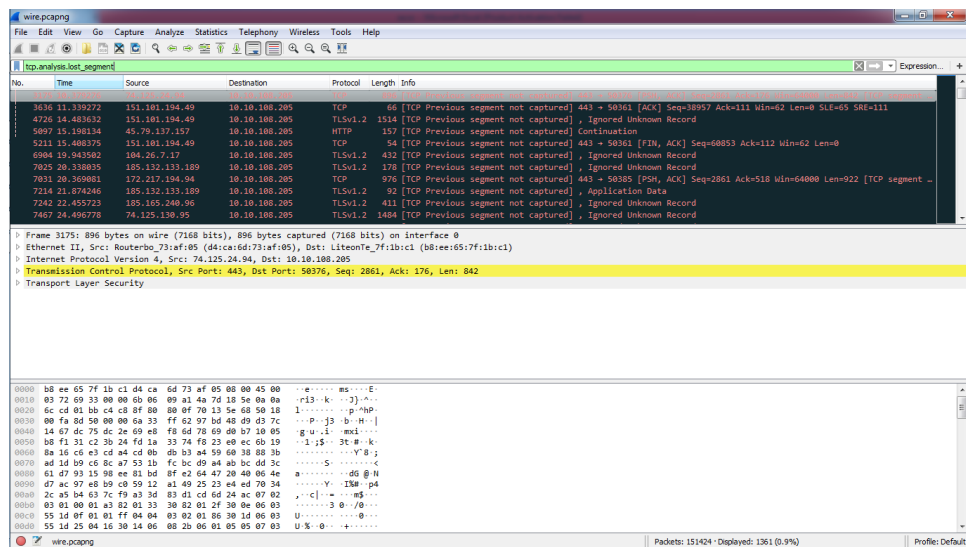 wire.pcapng
File Edit View Go Capture Analyze Statistics Telephony Wireless Tools Help
tcp.analysis.lost_segment Expression... +
No. Time Source Destination Protocol Length Info
3636 11.339272 151.101.194.49 10.10.108.205 TCP 66 [TCP Previous segment not captured] 443 → 50361 [ACK] Seq=38957 Ack=111 Win=62 Len=0 SLE=65 SRE=111
4726 14.483632 151.101.194.49 10.10.108.205 TLSv1.2 1514 [TCP Previous segment not captured] , Ignored Unknown Record
5097 15.198134 45.79.137.157 10.10.108.205 HTTP 157 [TCP Previous segment not captured] Continuation
5211 15.408375 151.101.194.49 10.10.108.205 TCP 54 [TCP Previous segment not captured] 443 → 50361 [FIN, ACK] Seq=60853 Ack=112 Win=62 Len=0
6904 19.943502 104.26.7.17 10.10.108.205 TLSv1.2 432 [TCP Previous segment not captured] , Ignored Unknown Record
7025 20.338035 185.132.133.189 10.10.108.205 TLSv1.2 178 [TCP Previous segment not captured] , Ignored Unknown Record
7031 20.369081 172.217.194.94 10.10.108.205 TCP 976 [TCP Previous segment not captured] 443 → 50385 [PSH, ACK] Seq=2861 Ack=518 Win=64000 Len=922 [TCP segment …
7214 21.874246 185.132.133.189 10.10.108.205 TLSv1.2 92 [TCP Previous segment not captured] , Application Data
7242 22.455723 185.165.240.96 10.10.108.205 TLSv1.2 411 [TCP Previous segment not captured] , Ignored Unknown Record
7467 24.496778 74.125.130.95 10.10.108.205 TLSv1.2 1484 [TCP Previous segment not captured] , Ignored Unknown Record
Frame 3175: 896 bytes on wire (7168 bits), 896 bytes captured (7168 bits) on interface 0
Ethernet II, Src: Routerbo_73:af:05 (d4:ca:6d:73:af:05), Dst: LiteonTe_7f:1b:c1 (b8:ee:65:7f:1b:c1)
Internet Protocol Version 4, Src: 74.125.24.94, Dst: 10.10.108.205
Transmission Control Protocol, Src Port: 443, Dst Port: 50376, Seq: 2861, Ack: 176, Len: 842
Transport Layer Security
0000 b8 ee 65 7f 1b c1 d4 ca 6d 73 af 05 08 00 45 00 ··e····· ms····E·
0010 03 72 69 33 00 00 6b 06 09 a1 4a 7d 18 5e 0a 0a ·ri3··k· ··J}·^··
0020 6c cd 01 bb c4 c8 8f 80 80 0f 70 13 5e 68 50 18 l······· ··p·^hP·
0030 00 fa 8d 50 00 00 6a 33 ff 62 97 bd 48 d9 d3 7c ···P··j3 ·b··H··|
0040 14 67 dc 75 dc 2e 69 e8 f8 6d 78 69 d0 b7 10 05 ·g·u·.i· ·mxi····
0050 b8 f1 31 c2 3b 24 fd 1a 33 74 f8 23 e0 ec 6b 19 ··1·;$·· 3t·#··k·
0060 8a 16 c6 e3 cd a4 cd 0b db b3 a4 59 60 38 88 3b ········ ···Y`8·;
0070 ad 1d b9 c6 8c a7 53 1b fc bc d9 a4 ab bc dd 3c ······S· ·······<
0080 61 d7 93 15 98 ee 81 bd 8f e2 64 47 20 40 06 4e a······· ··dG @·N
0090 d7 ac 97 e8 b9 c0 59 12 a1 49 25 23 e4 ed 70 34 ······Y· ·I%#··p4
00a0 2c a5 b4 63 7c f9 a3 3d 83 d1 cd 6d 24 ac 07 02 ,··c|··= ···m$···
00b0 03 01 00 01 a3 82 01 33 30 82 01 2f 30 0e 06 03 ·······3 0··/0···
00c0 55 1d 0f 01 01 ff 04 04 03 02 01 86 30 1d 06 03 U······· ····0···
00d0 55 1d 25 04 16 30 14 06 08 2b 06 01 05 05 07 03 U·%··0·· ·+······
wire.pcapng Packets: 151424 · Displayed: 1361 (0.9%) Profile: Default